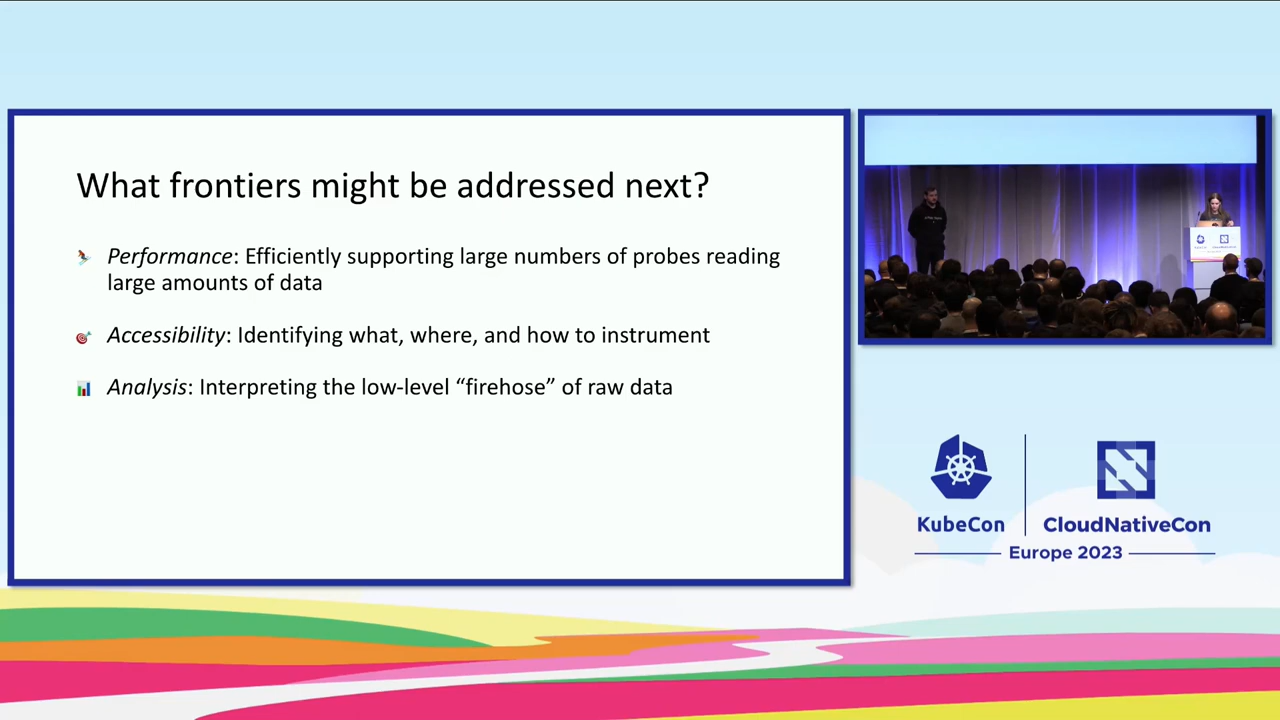 What frontiers might be addressed next?
Performance: Efficiently supporting large numbers of probes reading
large amounts of data
Accessibility: Identifying what, where, and how to instrument
Analysis: Interpreting the low-level “firehose” of raw data
KubeCon
CloudNativeCon
Europe 2023